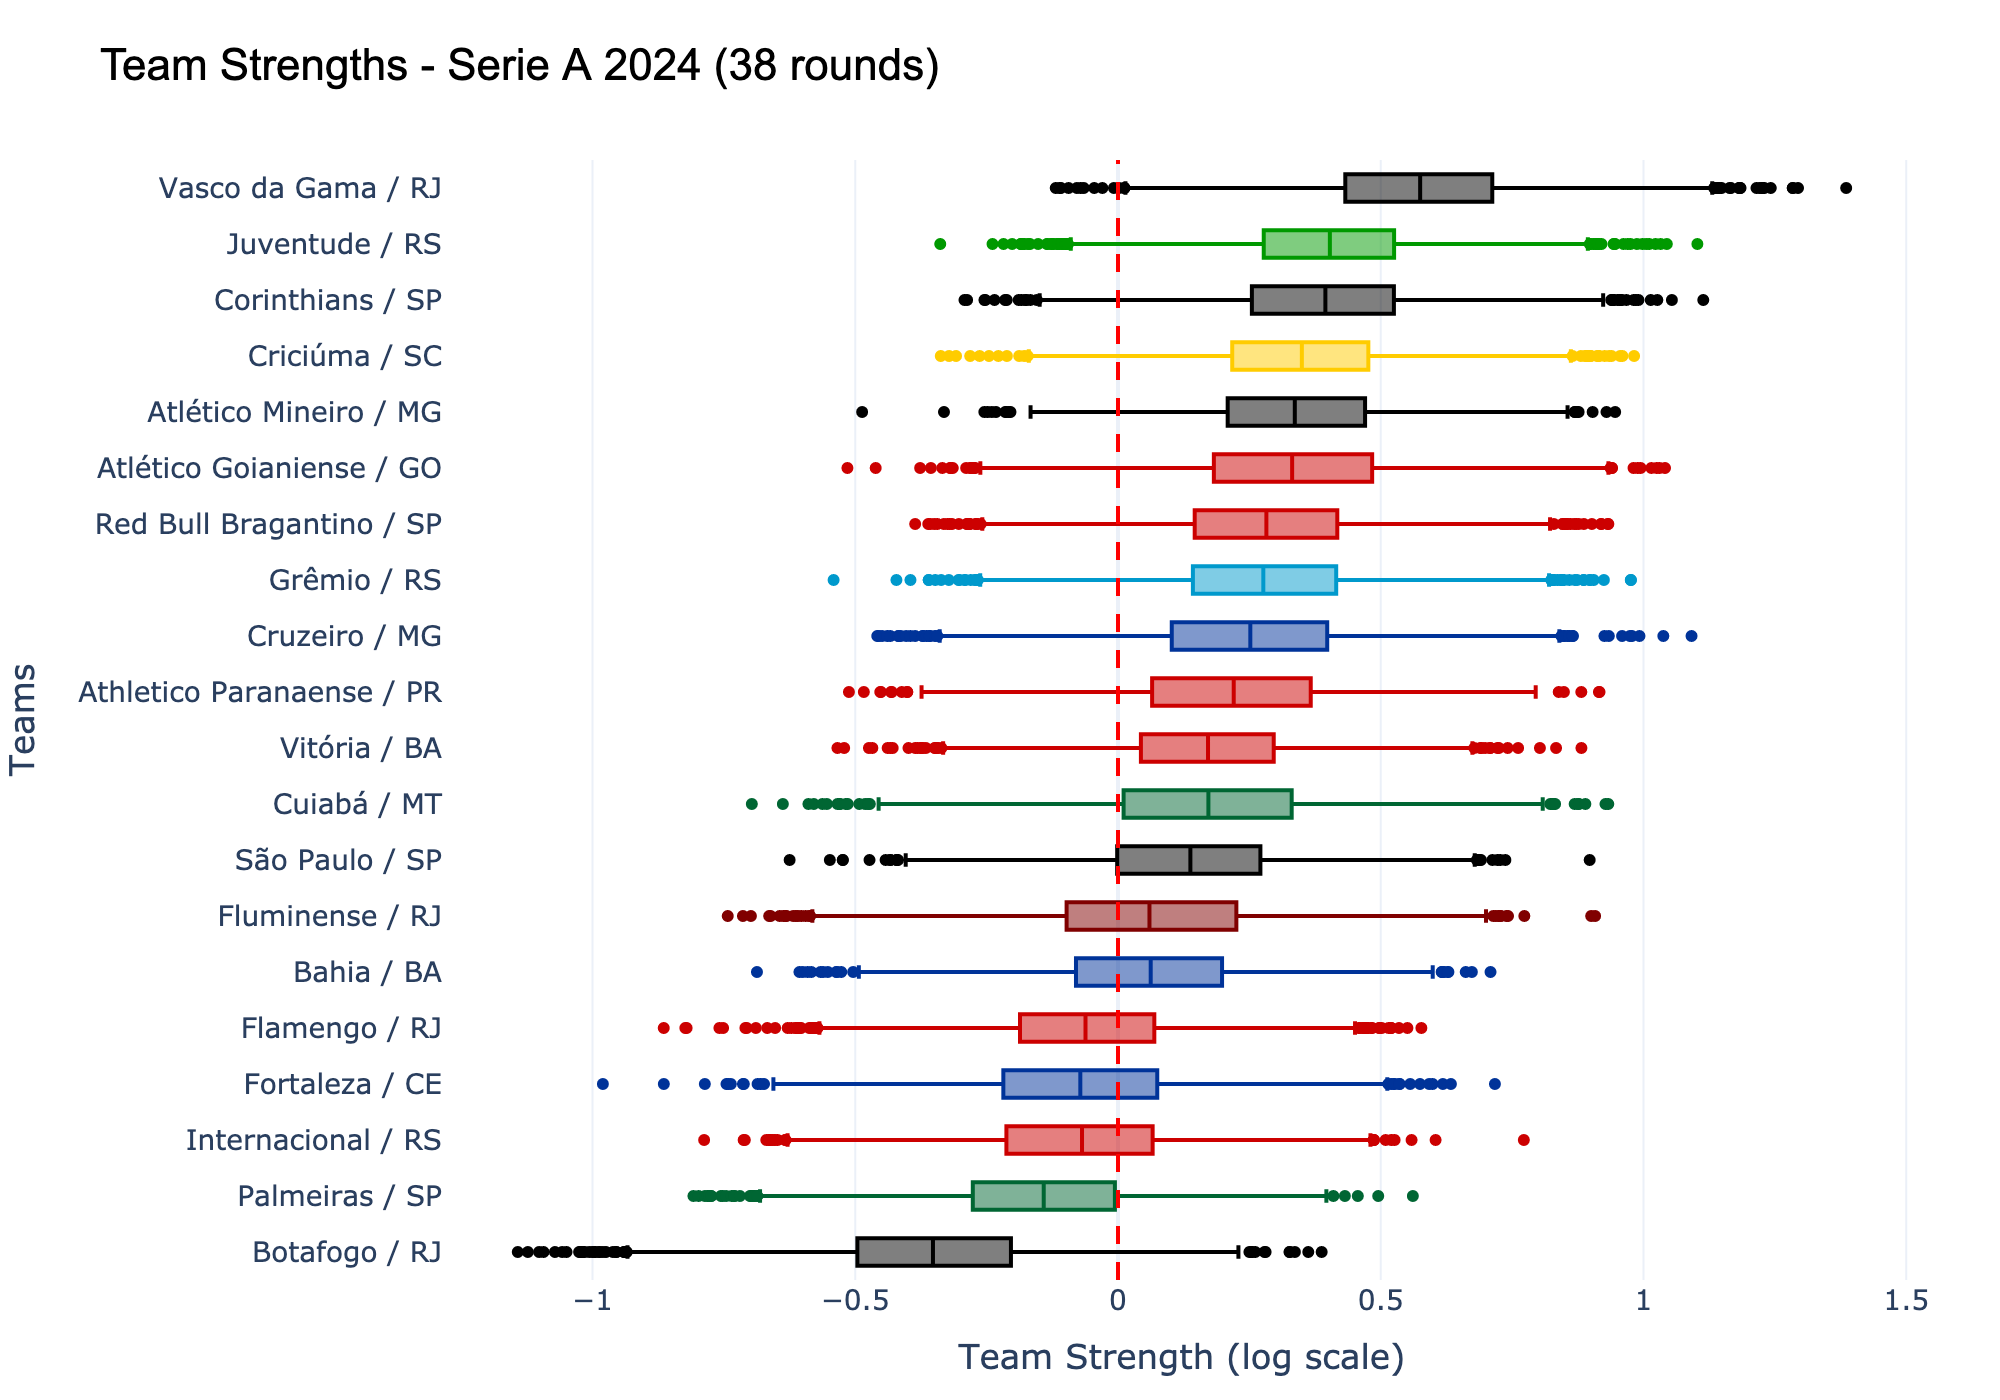 Team Strengths - Serie A 2024 (38 rounds)
Vasco da Gama / RJ
Juventude / RS
Corinthians / SP
Criciúma / SC
Atlético Mineiro / MG
Atlético Goianiense / GO
Red Bull Bragantino / SP
Grêmio / RS
Cruzeiro / MG
Athletico Paranaense / PR
Vitória / BA
Cuiabá / MT
São Paulo / SP
Fluminense / RJ
Bahia / BA
Flamengo / RJ
Fortaleza / CE
Internacional / RS
Palmeiras / SP
Botafogo / RJ
Teams
−1 −0.5 0 0.5 1 1.5
Team Strength (log scale)